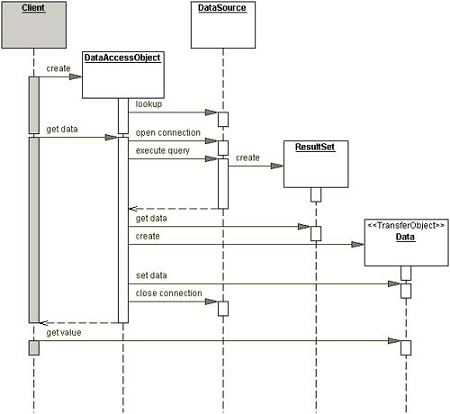 Client
DataSource
DataAccessObject
create
lookup
get data
open connection
execute query
create
ResultSet
get data
create
<<TransferObject>>
Data
set data
close connection
get value